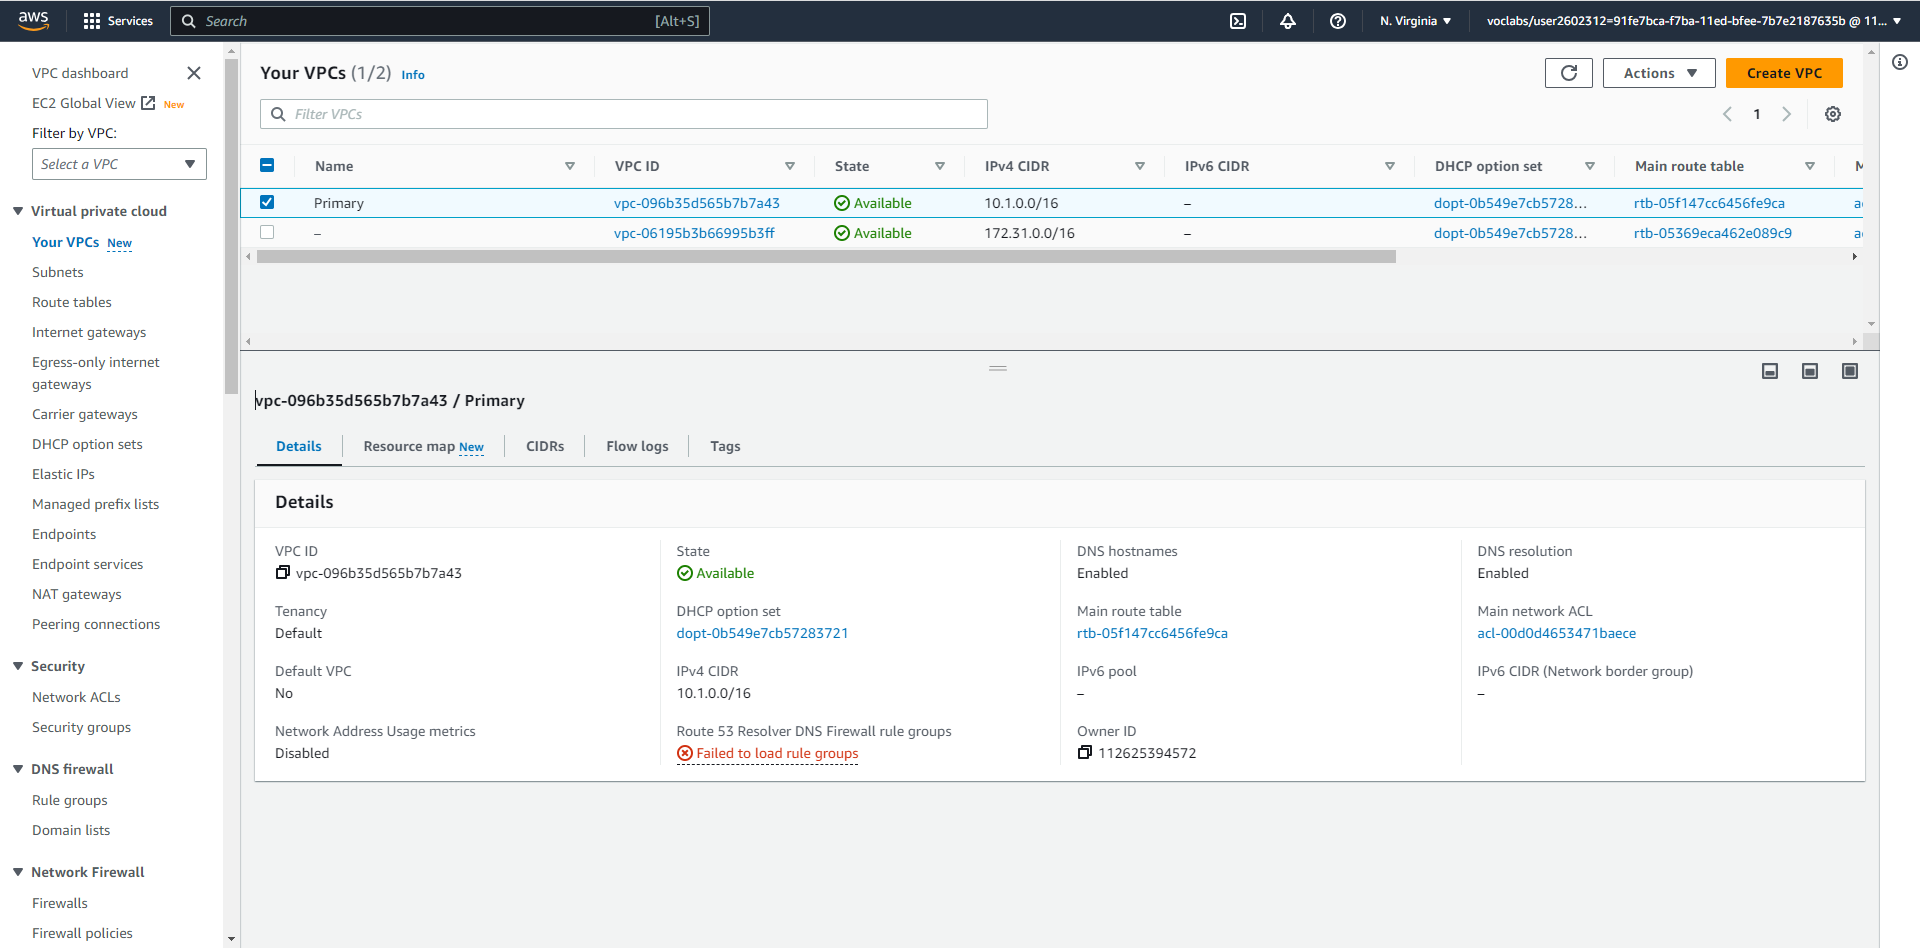 aws
Services
Search
[Alt+S]
N. Virginia
voclabs/user2602312=91fe7bca-f7ba-11ed-bfee-7b7e2187635b @ 11...
VPC dashboard
EC2 Global View New
Filter by VPC:
Select a VPC
Virtual private cloud
Your VPCs New
Subnets
Route tables
Internet gateways
Egress-only internet
gateways
Carrier gateways
DHCP option sets
Elastic IPs
Managed prefix lists
Endpoints
Endpoint services
NAT gateways
Peering connections
Security
Network ACLs
Security groups
DNS firewall
Rule groups
Domain lists
Network Firewall
Firewalls
Firewall policies
Your VPCs (1/2) Info
Actions
Create VPC
Filter VPCs
1
Name VPC ID State IPv4 CIDR IPv6 CIDR DHCP option set Main route table M
Primary vpc-096b35d565b7b7a43 Available 10.1.0.0/16 – dopt-0b549e7cb5728... rtb-05f147cc6456fe9ca ac
– vpc-06195b3b66995b3ff Available 172.31.0.0/16 – dopt-0b549e7cb5728... rtb-05369eca462e089c9 a
vpc-096b35d565b7b7a43 / Primary
Details Resource map New CIDRs Flow logs Tags
Details
VPC ID
vpc-096b35d565b7b7a43
State
Available
DNS hostnames
Enabled
DNS resolution
Enabled
Tenancy
Default
DHCP option set
dopt-0b549e7cb57283721
Main route table
rtb-05f147cc6456fe9ca
Main network ACL
acl-00d0d4653471baece
Default VPC
No
IPv4 CIDR
10.1.0.0/16
IPv6 pool
–
IPv6 CIDR (Network border group)
–
Network Address Usage metrics
Disabled
Route 53 Resolver DNS Firewall rule groups
Failed to load rule groups
Owner ID
112625394572